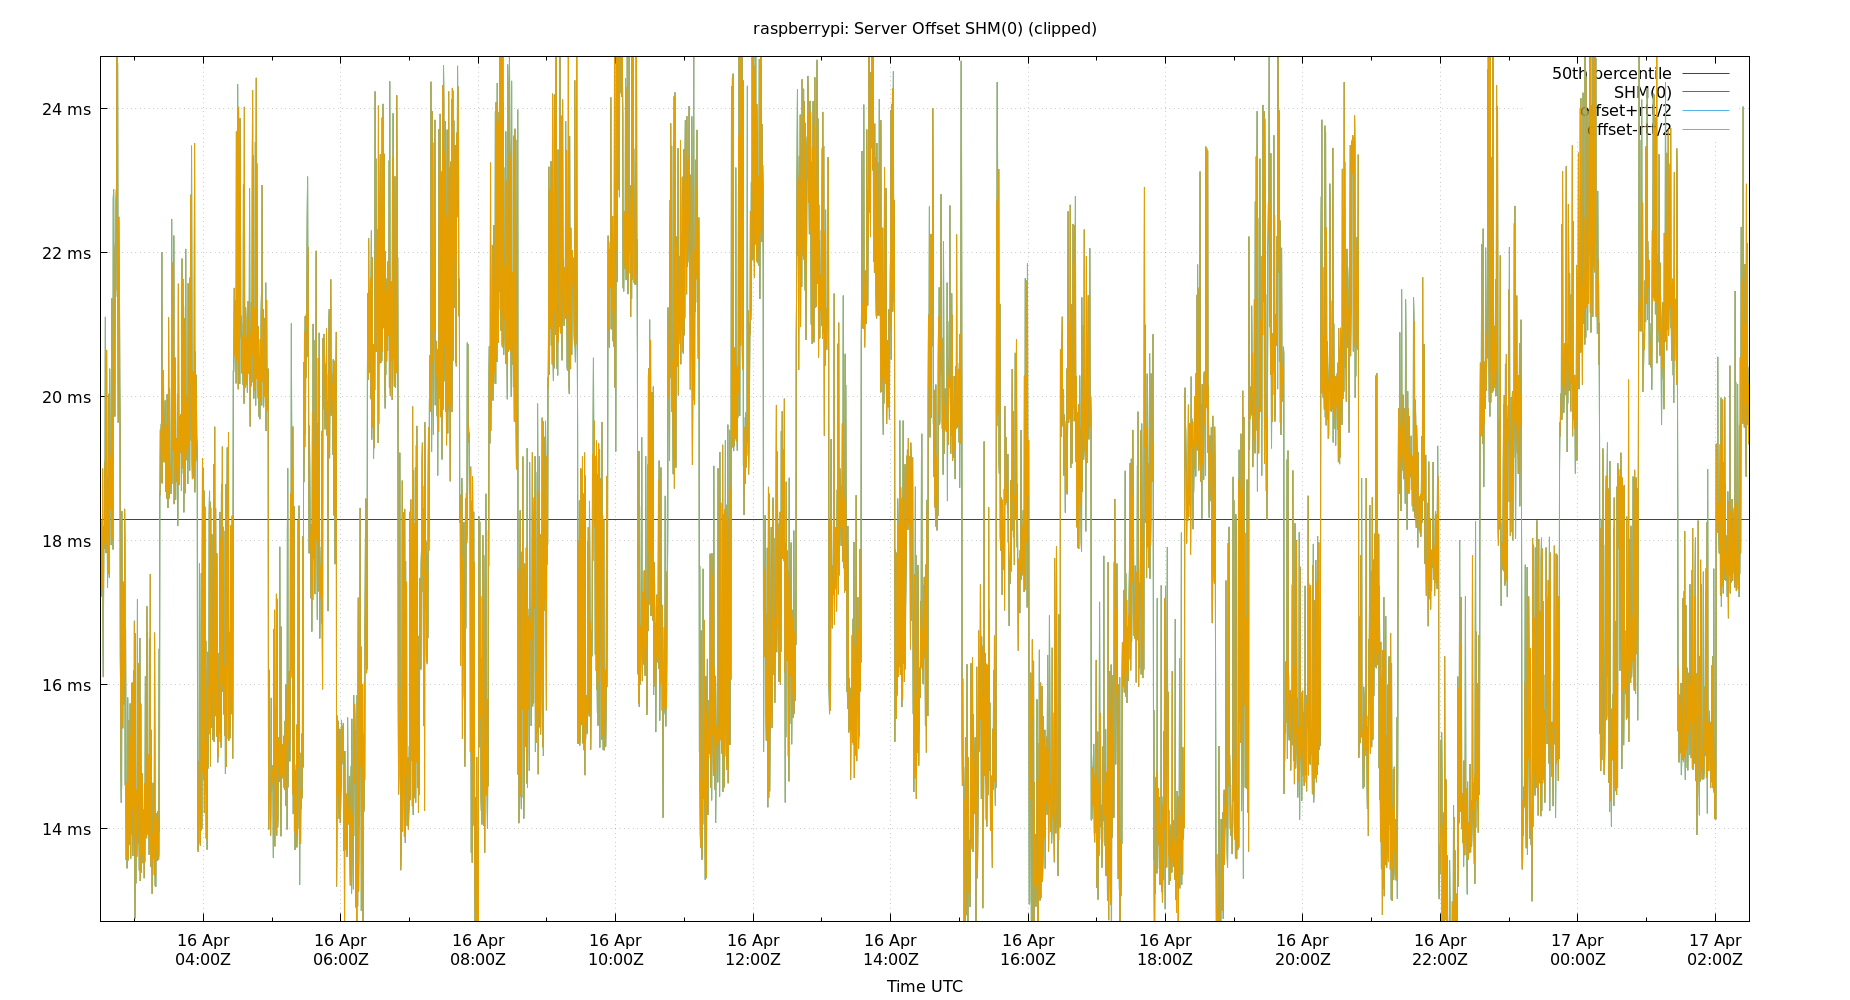 raspberrypi: Server Offset SHM(0) (clipped)
50th percentile
SHM(0)
offset+rtt/2
offset-rtt/2
24 ms
22 ms
20 ms
18 ms
16 ms
14 ms
16 Apr 16 Apr 16 Apr 16 Apr 16 Apr 16 Apr 16 Apr 16 Apr 16 Apr 16 Apr 17 Apr 17 Apr
04:00Z 06:00Z 08:00Z 10:00Z 12:00Z 14:00Z 16:00Z 18:00Z 20:00Z 22:00Z 00:00Z 02:00Z
Time UTC